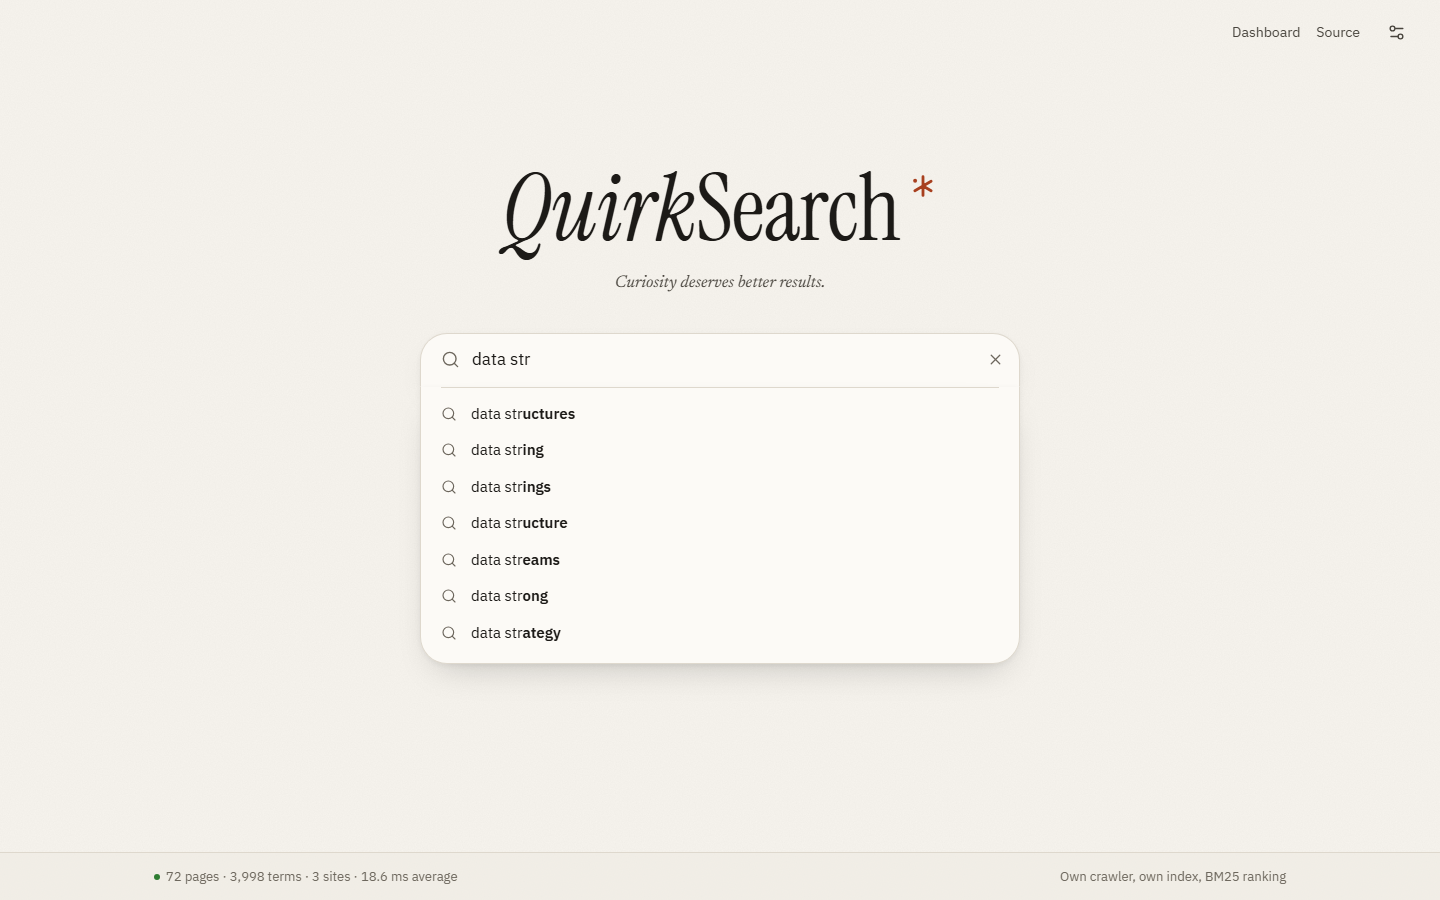 Dashboard Source
QuirkSearch *
Curiosity deserves better results.
data str
data structures
data string
data strings
data structure
data streams
data strong
data strategy
72 pages · 3,998 terms · 3 sites · 18.6 ms average
Own crawler, own index, BM25 ranking